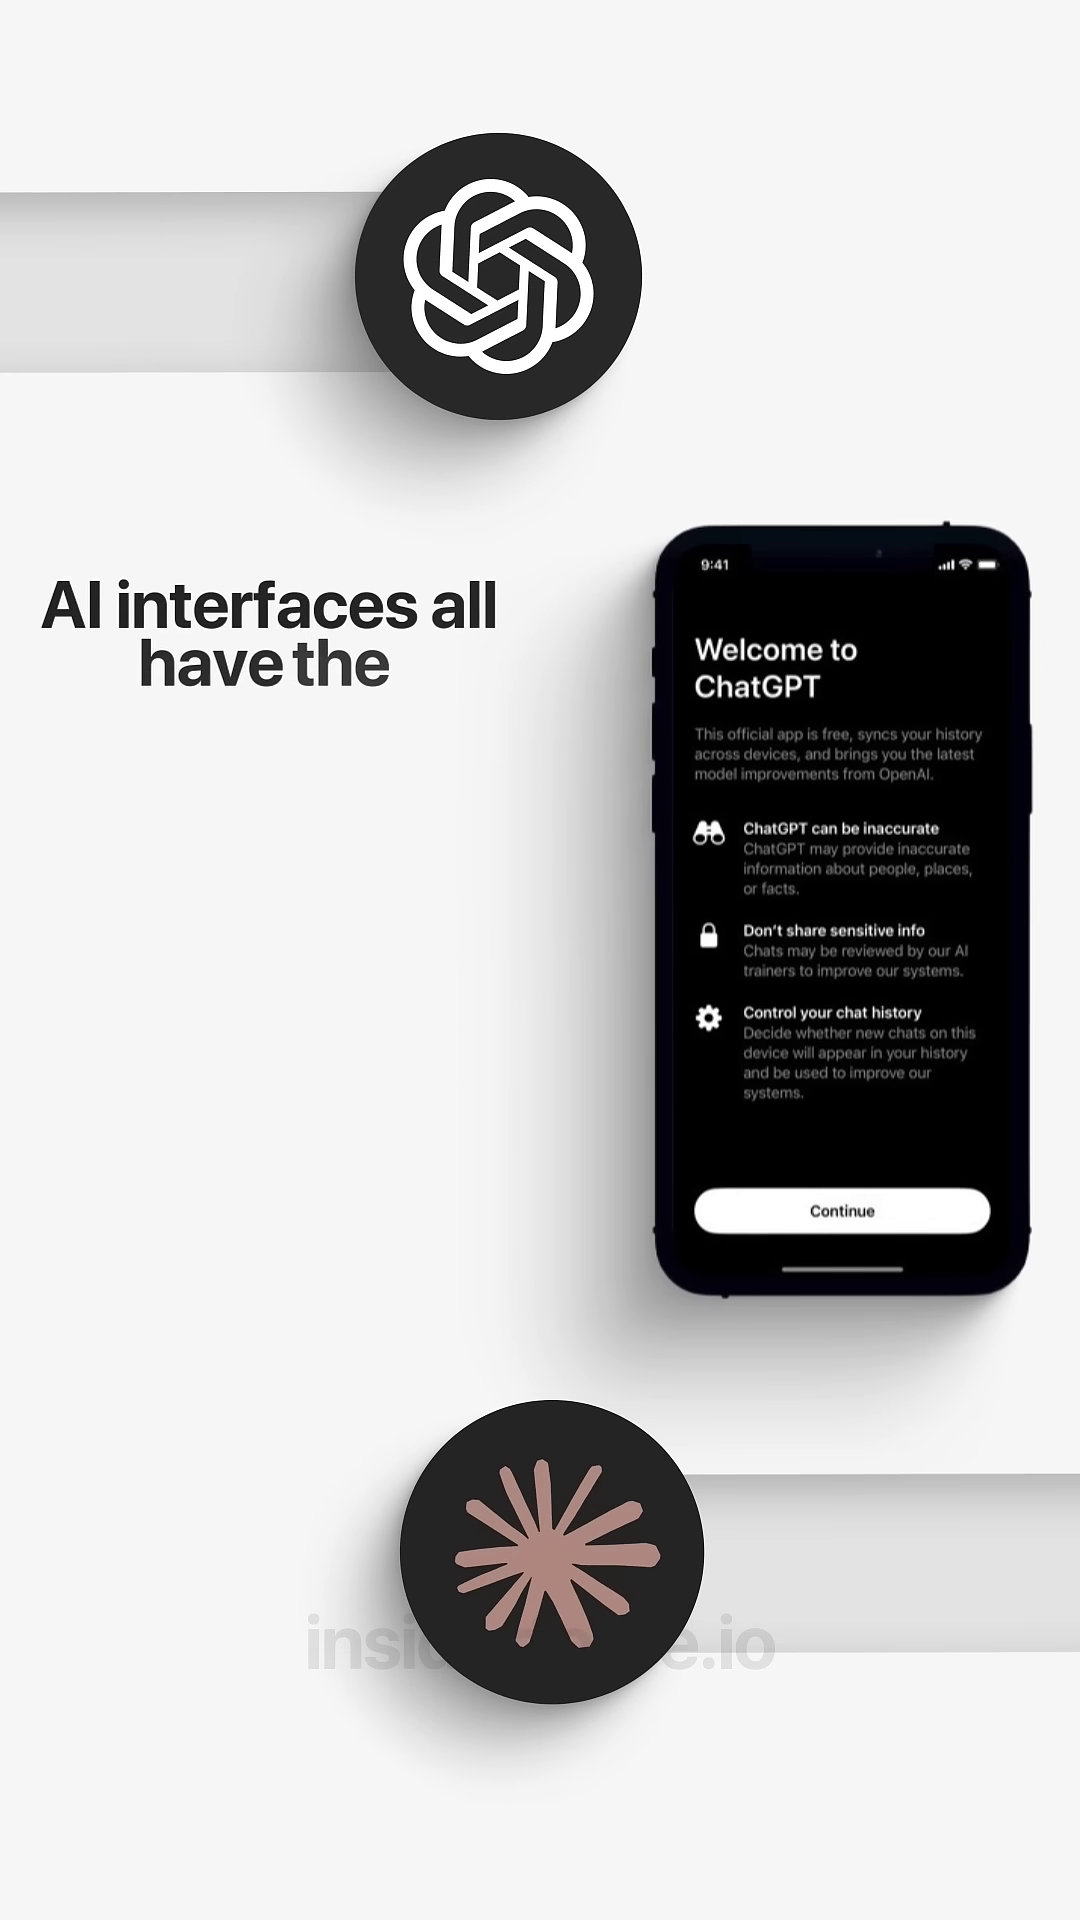 AI interfaces all
have the
9:41
Welcome to
ChatGPT
This official app is free, syncs your history
across devices, and brings you the latest
model improvements from OpenAI.
ChatGPT can be inaccurate
ChatGPT may provide inaccurate
information about people, places,
or facts.
Don't share sensitive info
Chats may be reviewed by our AI
trainers to improve our systems.
Control your chat history
Decide whether new chats on this
device will appear in your history
and be used to improve our
systems.
Continue